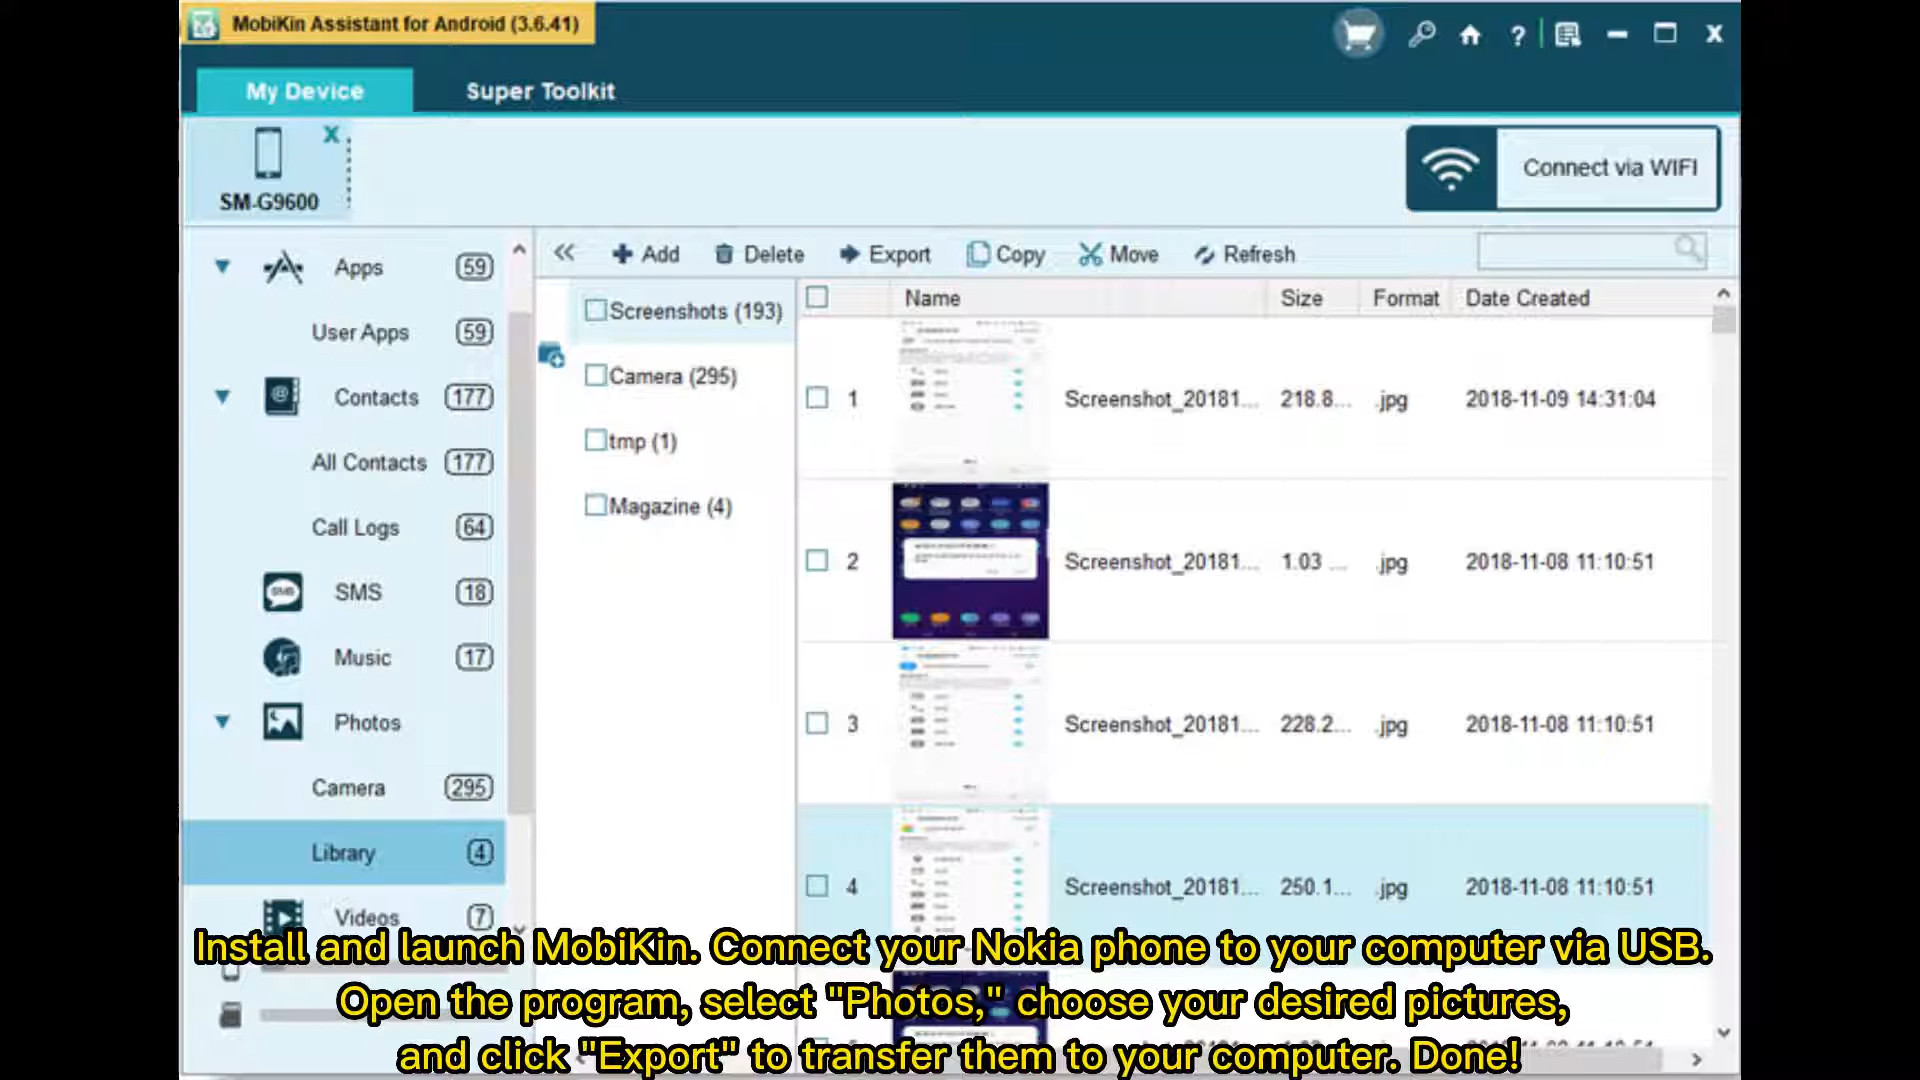 MobiKin Assistant for Android (3.6.41)
?
X
My Device
Super Toolkit
X
SM-G9600
Connect via WIFI
Add
Delete
Export
Copy
Move
Refresh
Apps 59
User Apps 59
Contacts 177
All Contacts 177
Call Logs 64
SMS 18
Music 17
Photos
Camera 295
Library 4
Videos 7
Screenshots (193)
Camera (295)
tmp (1)
Magazine (4)
Name Size Format Date Created
1 Screenshot_20181... 218.8... .jpg 2018-11-09 14:31:04
2 Screenshot_20181... 1.03 ... .jpg 2018-11-08 11:10:51
3 Screenshot_20181... 228.2... .jpg 2018-11-08 11:10:51
4 Screenshot_20181... 250.1... .jpg 2018-11-08 11:10:51
Install and launch MobiKin. Connect your Nokia phone to your computer via USB.
Open the program, select "Photos," choose your desired pictures,
and click "Export" to transfer them to your computer. Done!